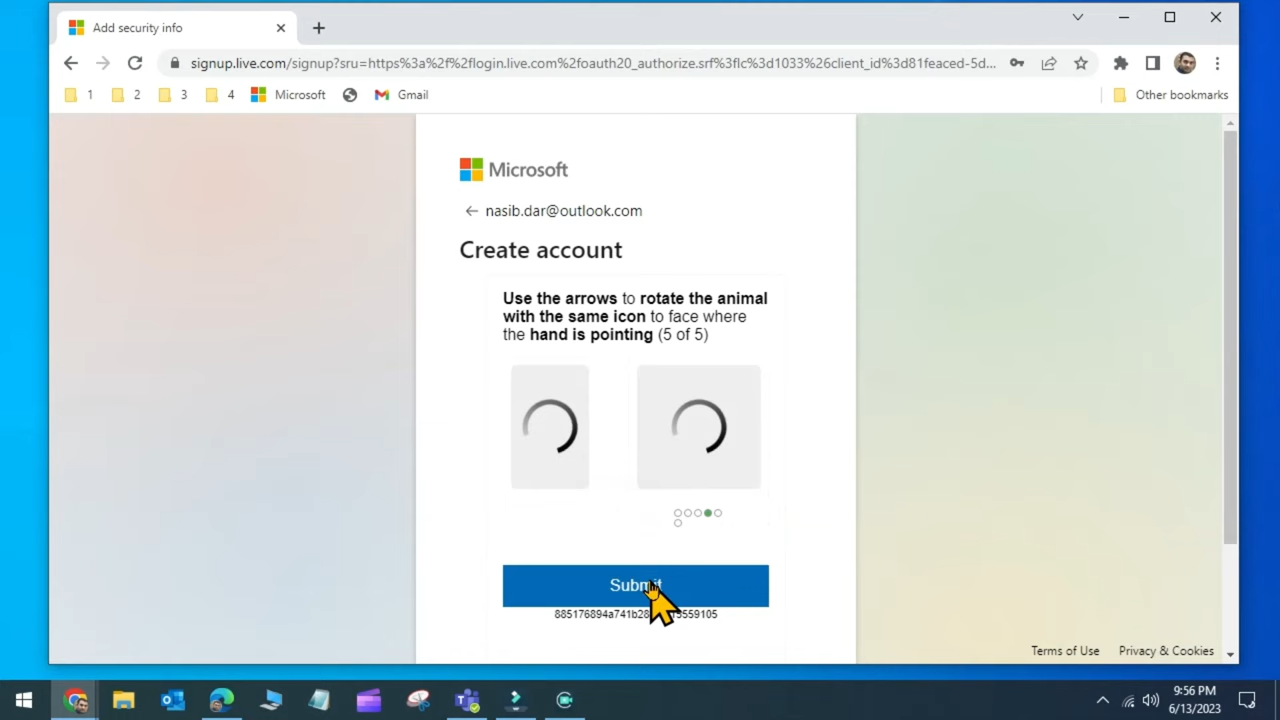 Add security info
signup.live.com/signup?sru=https%3a%2f%2flogin.live.com%2foauth20_authorize.srf%3flc%3d1033%26client_id%3d81feaced-5d...
1 2 3 4 Microsoft Gmail Other bookmarks
Microsoft
nasib.dar@outlook.com
Create account
Use the arrows to rotate the animal
with the same icon to face where
the hand is pointing (5 of 5)
Submit
Terms of Use Privacy & Cookies
9:56 PM
6/13/2023